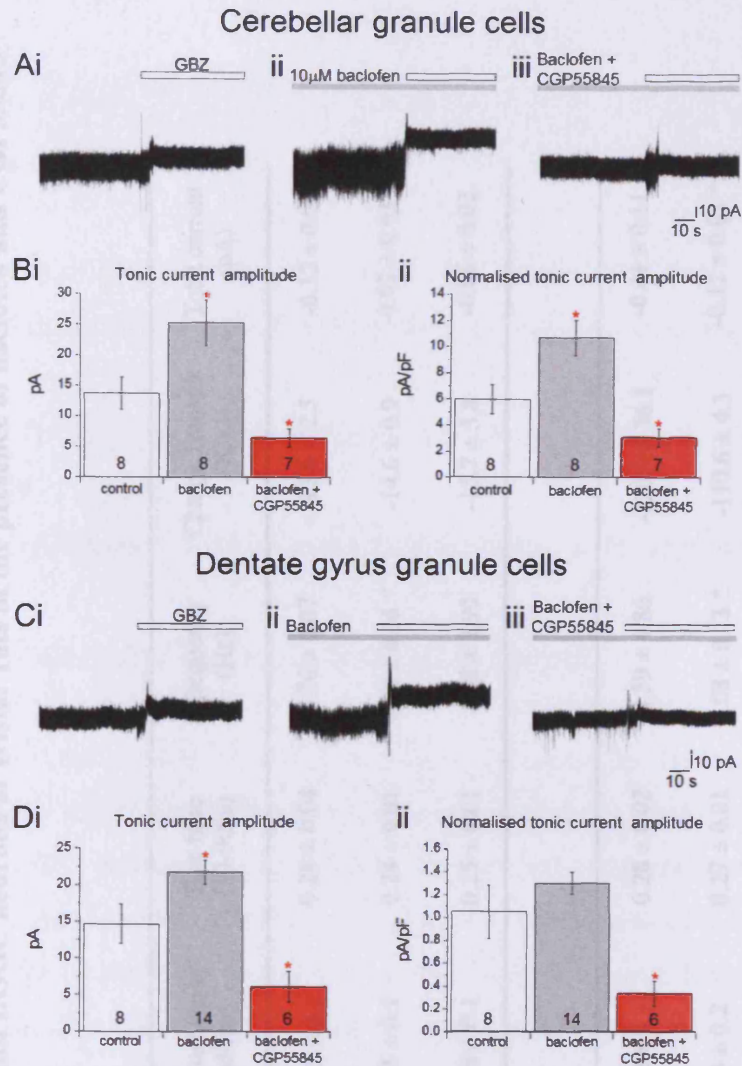 Cerebellar granule cells
Ai GBZ
ii 10µM baclofen
iii Baclofen +
CGP55845
10 pA
10 s
Bi Tonic current amplitude
30
25
20
15
10
5
0
pA
8 8 7
* *
control baclofen baclofen +
CGP55845
ii Normalised tonic current amplitude
14
12
10
8
6
4
2
0
pA/pF
8 8 7
* *
control baclofen baclofen +
CGP55845
Dentate gyrus granule cells
Ci GBZ
ii Baclofen
iii Baclofen +
CGP55845
10 pA
10 s
Di Tonic current amplitude
25
20
15
10
5
0
pA
8 14 6
* *
control baclofen baclofen +
CGP55845
ii Normalised tonic current amplitude
1.6
1.4
1.2
1.0
0.8
0.6
0.4
0.2
0.0
pA/pF
8 14 6
*
control baclofen baclofen +
CGP55845